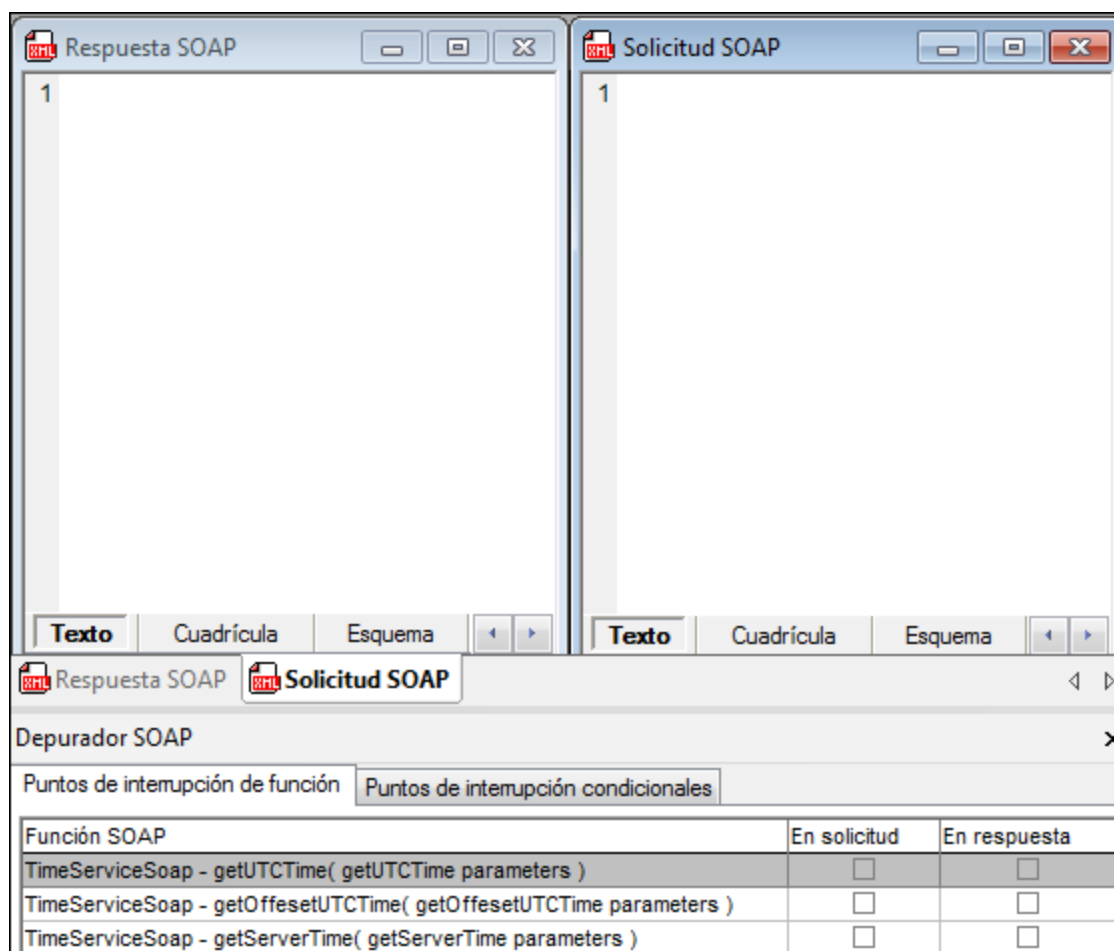 Respuesta SOAP
Solicitud SOAP
1
1
Texto Cuadrícula Esquema
Texto Cuadrícula Esquema
Respuesta SOAP Solicitud SOAP
Depurador SOAP
Puntos de interrupción de función Puntos de interrupción condicionales
Función SOAP En solicitud En respuesta
TimeServiceSoap - getUTCTime( getUTCTime parameters )
TimeServiceSoap - getOffesetUTCTime( getOffesetUTCTime parameters )
TimeServiceSoap - getServerTime( getServerTime parameters )